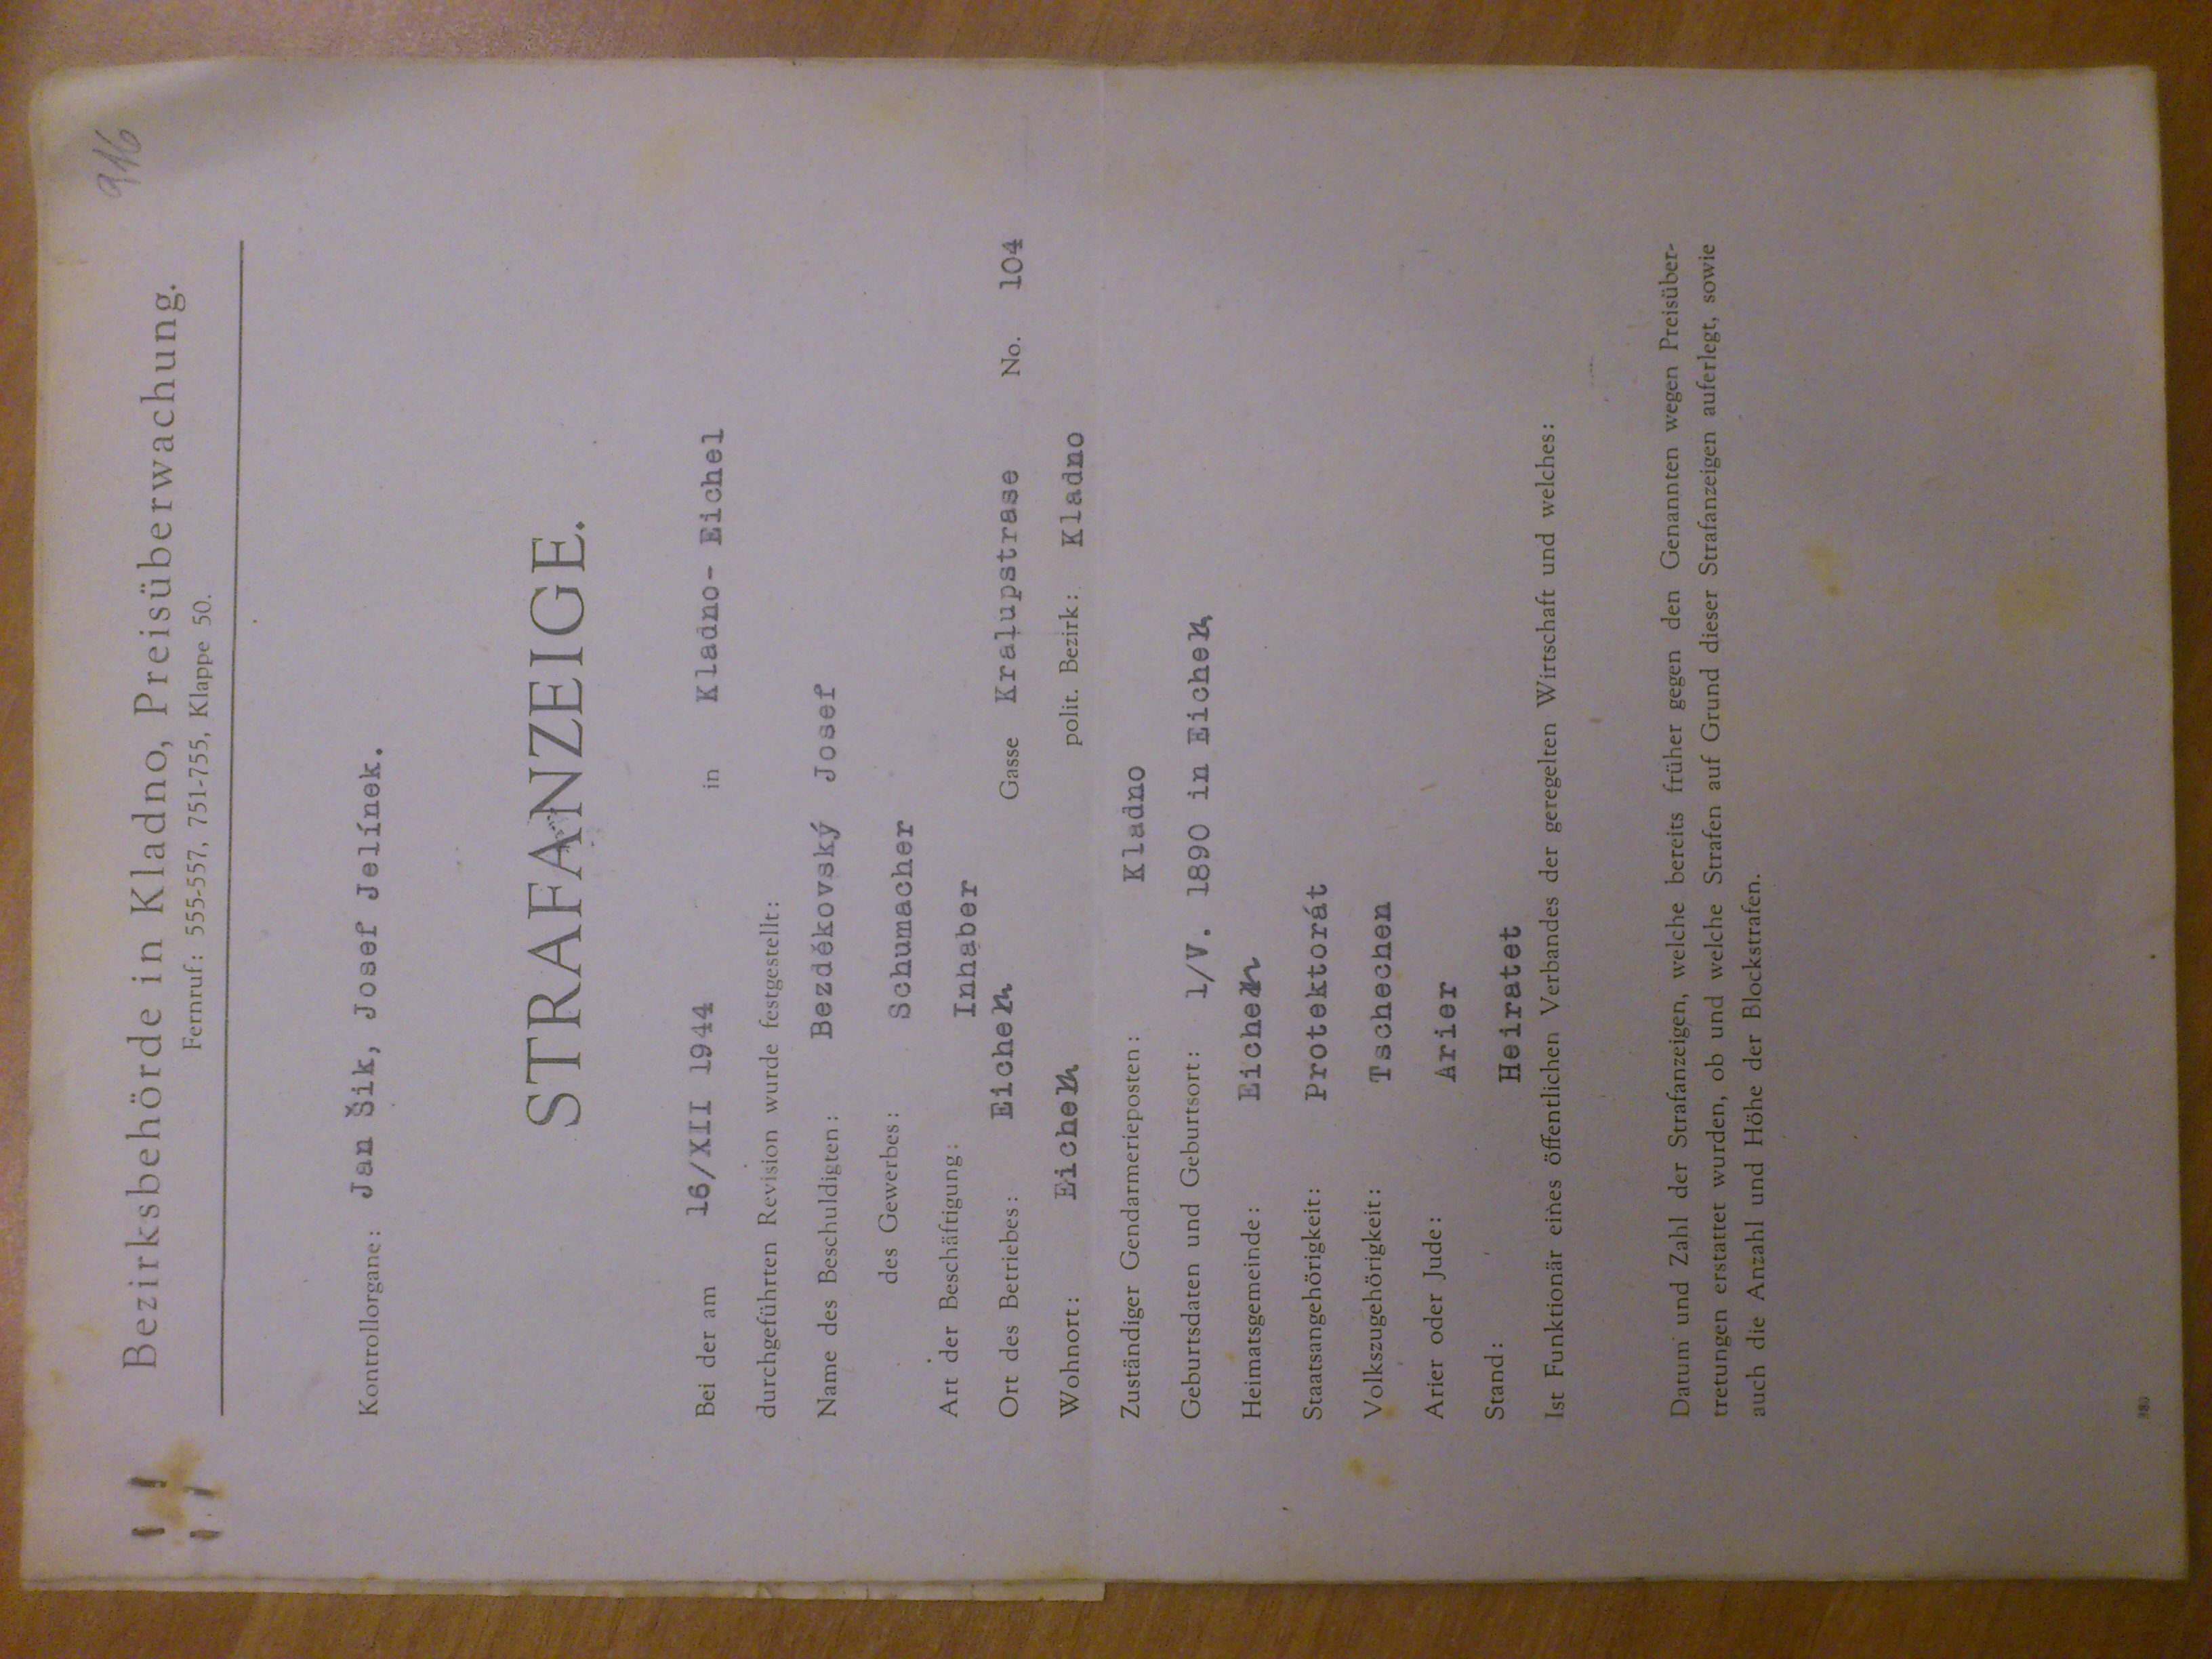 916
Bezirksbehörde in Kladno, Preisüberwachung.
Fernruf: 555-557, 751-755, Klappe 50.
Kontrollorgane: Jan Šik, Josef Jelínek.
STRAFANZEIGE.
Bei der am 16/XII 1944 in Kladno- Eichel
durchgeführten Revision wurde festgestellt:
Name des Beschuldigten: Bezděkovský Josef
des Gewerbes: Schumacher
Art der Beschäftigung: Inhaber
Ort des Betriebes: Eichen Gasse Kralupstrase No. 104
Wohnort: Eichen polit. Bezirk: Kladno
Zuständiger Gendarmerieposten: Kladno
Geburtsdaten und Geburtsort: 1/V. 1890 in Eichen
Heimatsgemeinde: Eichen
Staatsangehörigkeit: Protektorát
Volkszugehörigkeit: Tschechen
Arier oder Jude: Arier
Stand: Heiratet
Ist Funktionär eines öffentlichen Verbandes der geregelten Wirtschaft und welches:
Datum und Zahl der Strafanzeigen, welche bereits früher gegen den Genannten wegen Preisüber-
tretungen erstattet wurden, ob und welche Strafen auf Grund dieser Strafanzeigen auferlegt, sowie
auch die Anzahl und Höhe der Blockstrafen.